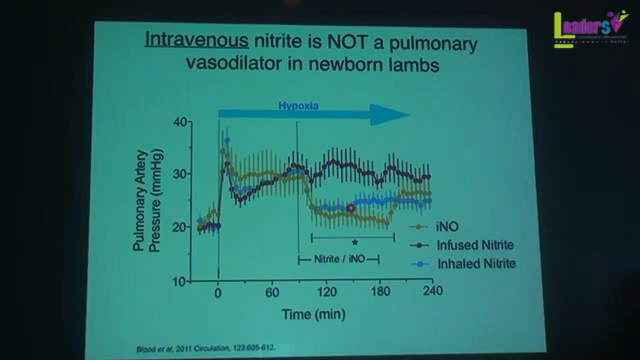 Leaders
Intravenous nitrite is NOT a pulmonary
vasodilator in newborn lambs
Hypoxia
Pulmonary Artery
Pressure (mmHg)
40
30
20
10
*
Nitrite / iNO
iNO
Infused Nitrite
Inhaled Nitrite
0
60
120
180
240
Time (min)
Blood et al, 2011 Circulation, 123:605-612.